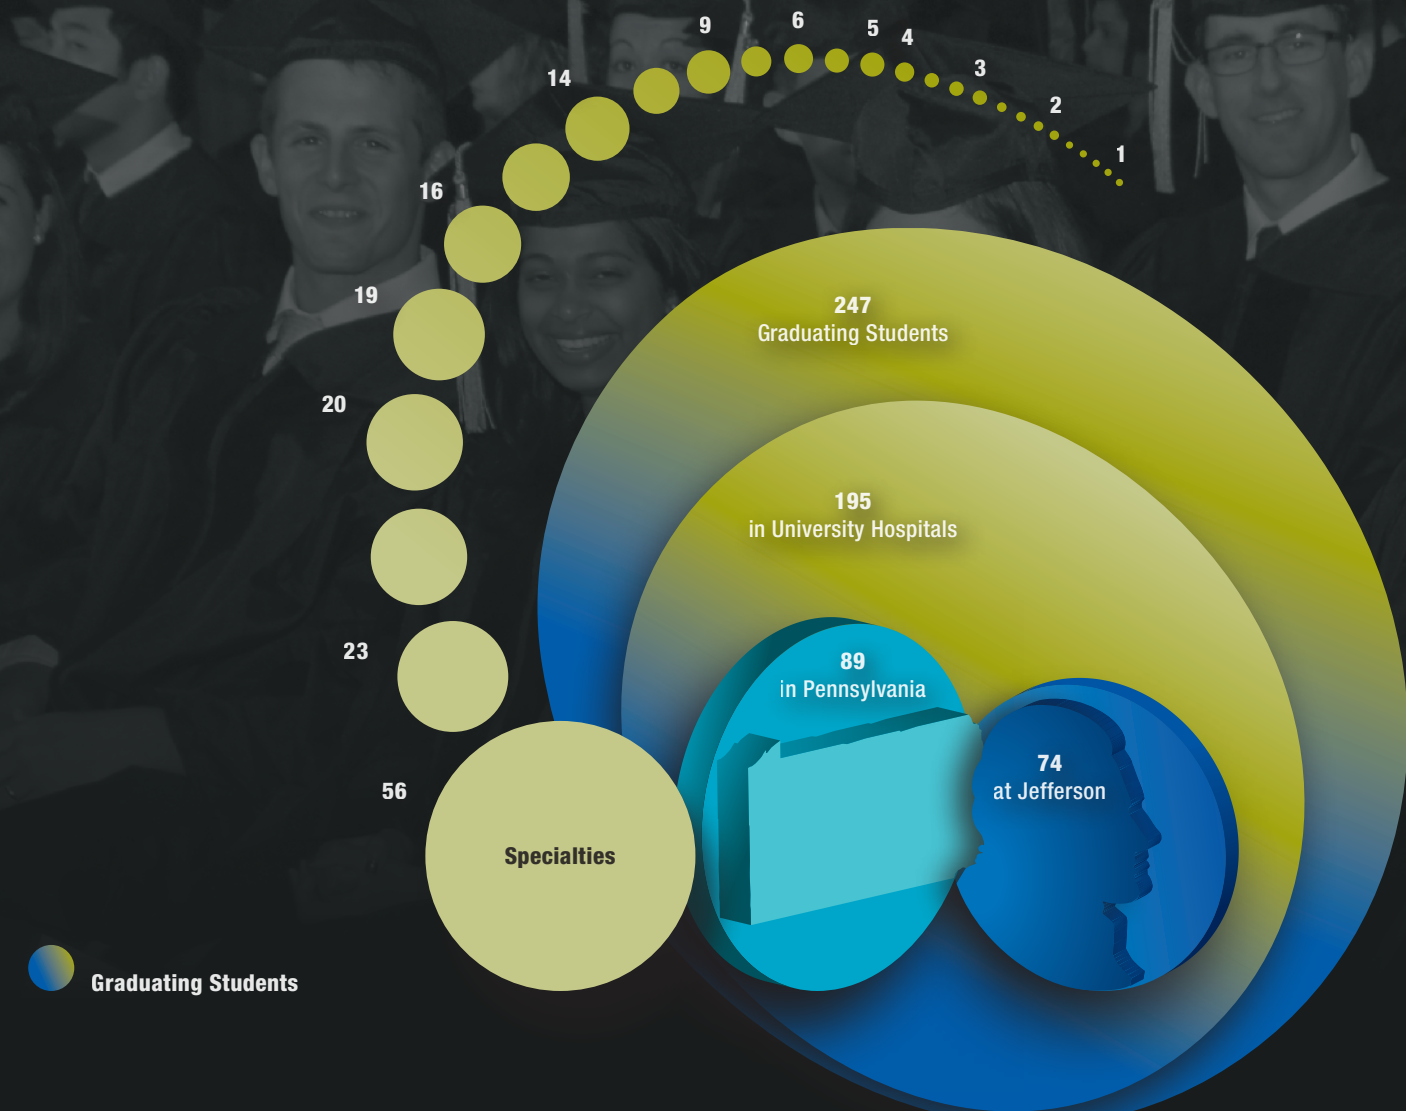 9
6
5
4
3
2
1
14
16
19
20
23
56
Specialties
247
Graduating Students
195
in University Hospitals
89
in Pennsylvania
74
at Jefferson
Graduating Students